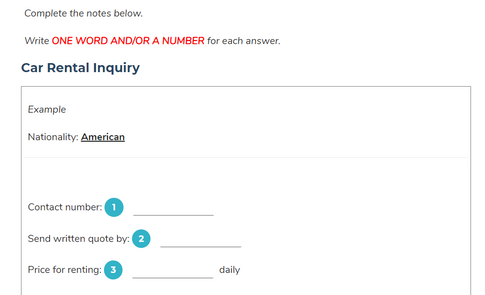 Complete the notes below.
Write ONE WORD AND/OR A NUMBER for each answer.
Car Rental Inquiry
Example
Nationality: American
Contact number: 1
Send written quote by: 2
Price for renting: 3 daily